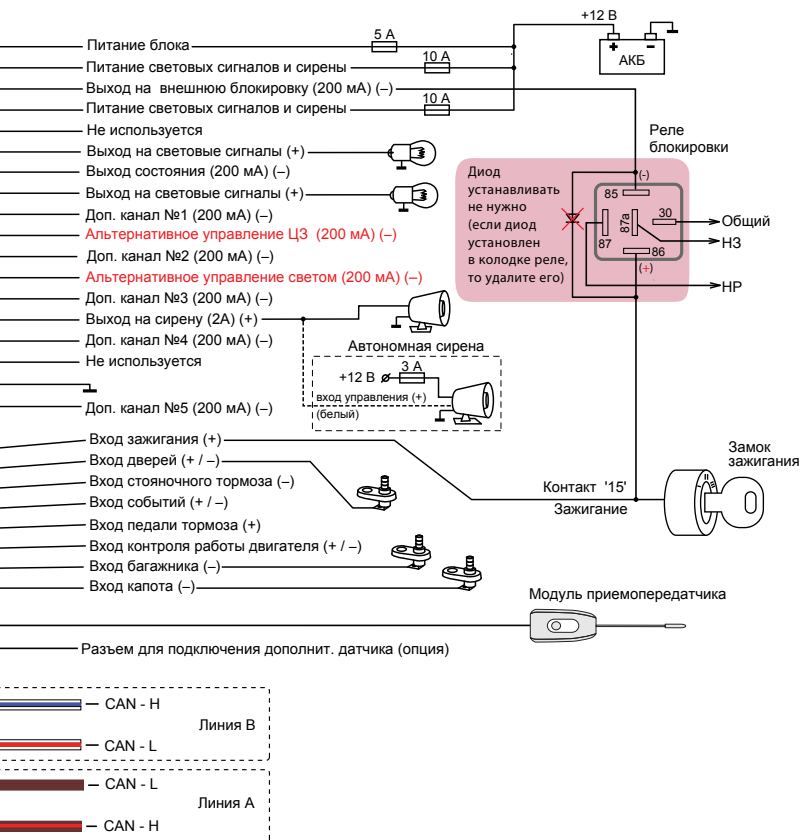 +12 В
5 А
Питание блока
АКБ
10 А
Питание световых сигналов и сирены
Выход на  внешнюю блокировку (200 мА) (–)
10 А
Питание световых сигналов и сирены
Не используется
Реле
блокировки
Выход на световые сигналы (+)
Выход состояния (200 мА) (–)
Выход на световые сигналы (+)
Доп. канал №1 (200 мА) (–)
Альтернативное управление ЦЗ  (200 мА) (–)
Доп. канал №2 (200 мА) (–)
Альтернативное управление светом (200 мА) (–)
Доп. канал №3 (200 мА) (–)
Выход на сирену (2А) (+)
Доп. канал №4 (200 мА) (–)
Не используется
Доп. канал №5 (200 мА) (–)
Диод
устанавливать
не нужно
(если диод
установлен
в колодке реле,
то удалите его)
(-)
85
30
87a
87
86
(+)
Общий
НЗ
НР
Автономная сирена
3 А
+12 В
вход управления (+)
(белый)
Вход зажигания (+)
Вход дверей (+ / –)
Вход стояночного тормоза (–)
Вход событий (+ / –)
Вход педали тормоза (+)
Вход контроля работы двигателя (+ / –)
Вход багажника (–)
Вход капота (–)
Контакт  '15'
Зажигание
Замок
зажигания
Модуль приемопередатчика
Разъем для подключения дополнит. датчика (опция)
CAN - H
Линия B
CAN - L
CAN - L
Линия А
CAN - H